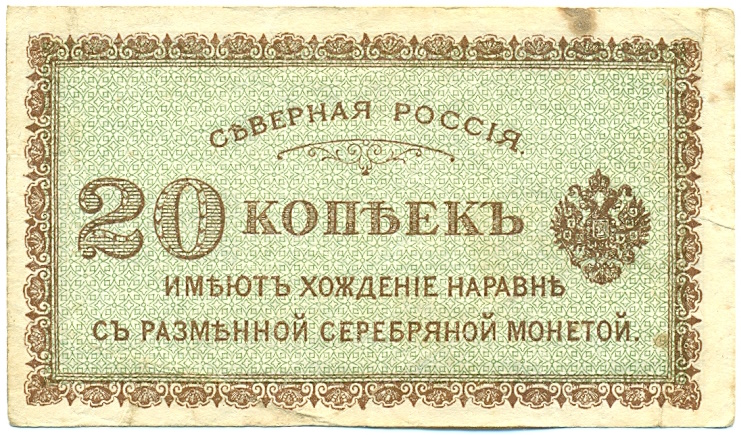 СѢВЕРНАЯ РОССІЯ.
20 КОПѢЕКЪ
ИМѢЮТЪ ХОЖДЕНІЕ НАРАВНѢ
СЪ РАЗМѢННОЙ СЕРЕБРЯНОЙ МОНЕТОЙ.